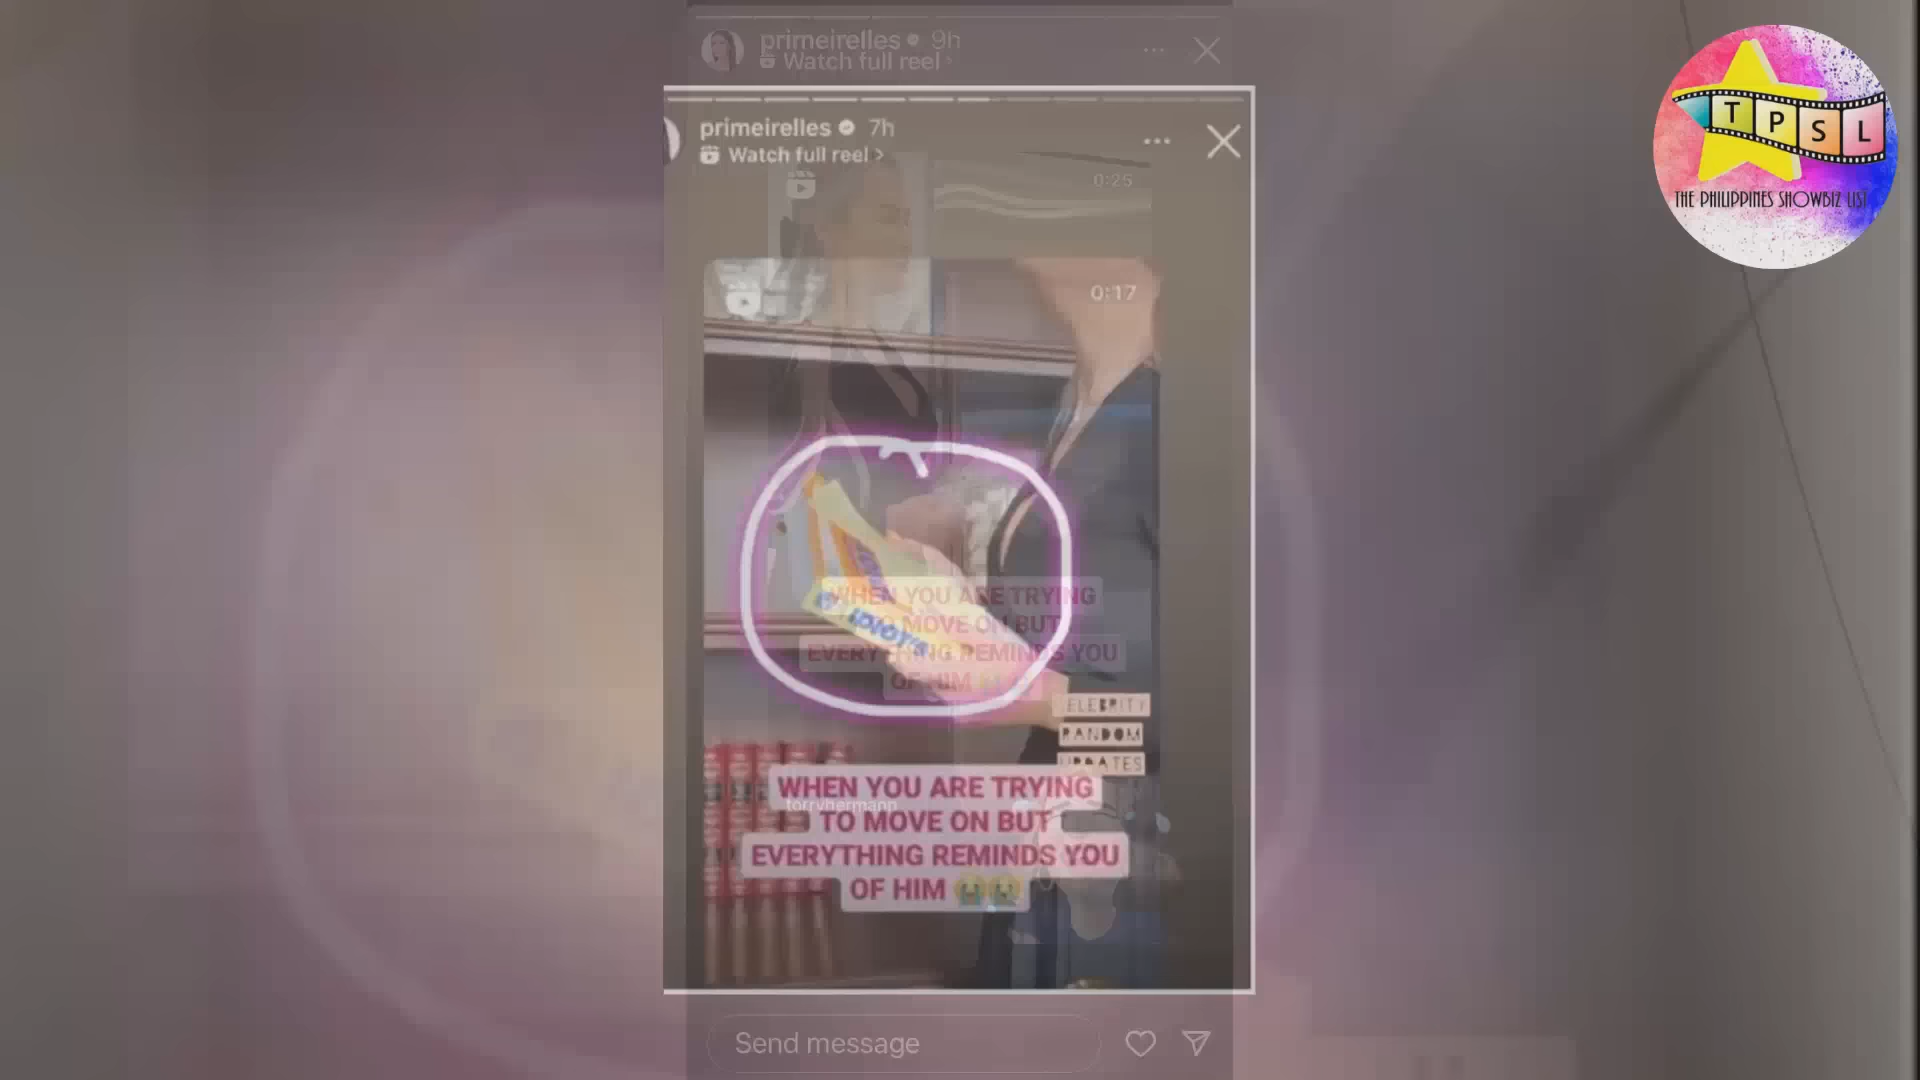 primeirelles 9h
Watch full reel
primeirelles 7h
Watch full reel >
0:25
0:17
T P S L
THE PHILIPPINES SHOWBIZ LIST
WHEN YOU ARE TRYING
TO MOVE ON BUT
EVERYTHING REMINDS YOU
OF HIM
CELEBRITY
RANDOM
UPDATES
WHEN YOU ARE TRYING
torryhermann
TO MOVE ON BUT
EVERYTHING REMINDS YOU
OF HIM 😭😭
Send message